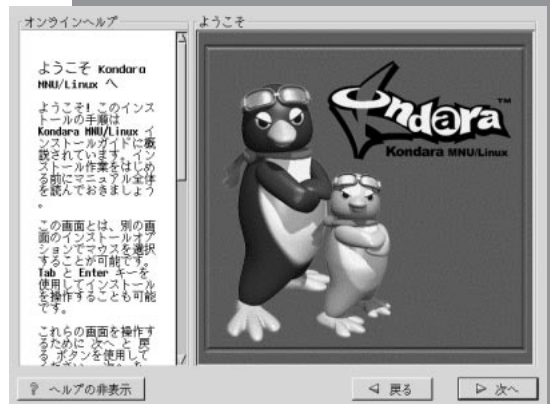 オンラインヘルプ
ようこそ Kondara
MNU/Linux へ
ようこそ! このインス
トールの手順は
Kondara MNU/Linux イ
ンストールガイドに概
説されています。イン
ストール作業をはじめ
る前にマニュアル全体
を読んでおきましょう
。
この画面とは、別の画
面のインストールオプ
ションでマウスを選択
することが可能です。
Tab と Enter キーを
使用してインストール
を操作することも可能
です。
これらの画面を操作す
るために 次へ と 戻
る ボタンを使用して
ようこそ
ndara
TM
Kondara MNU/Linux
? ヘルプの非表示
戻る
次へ